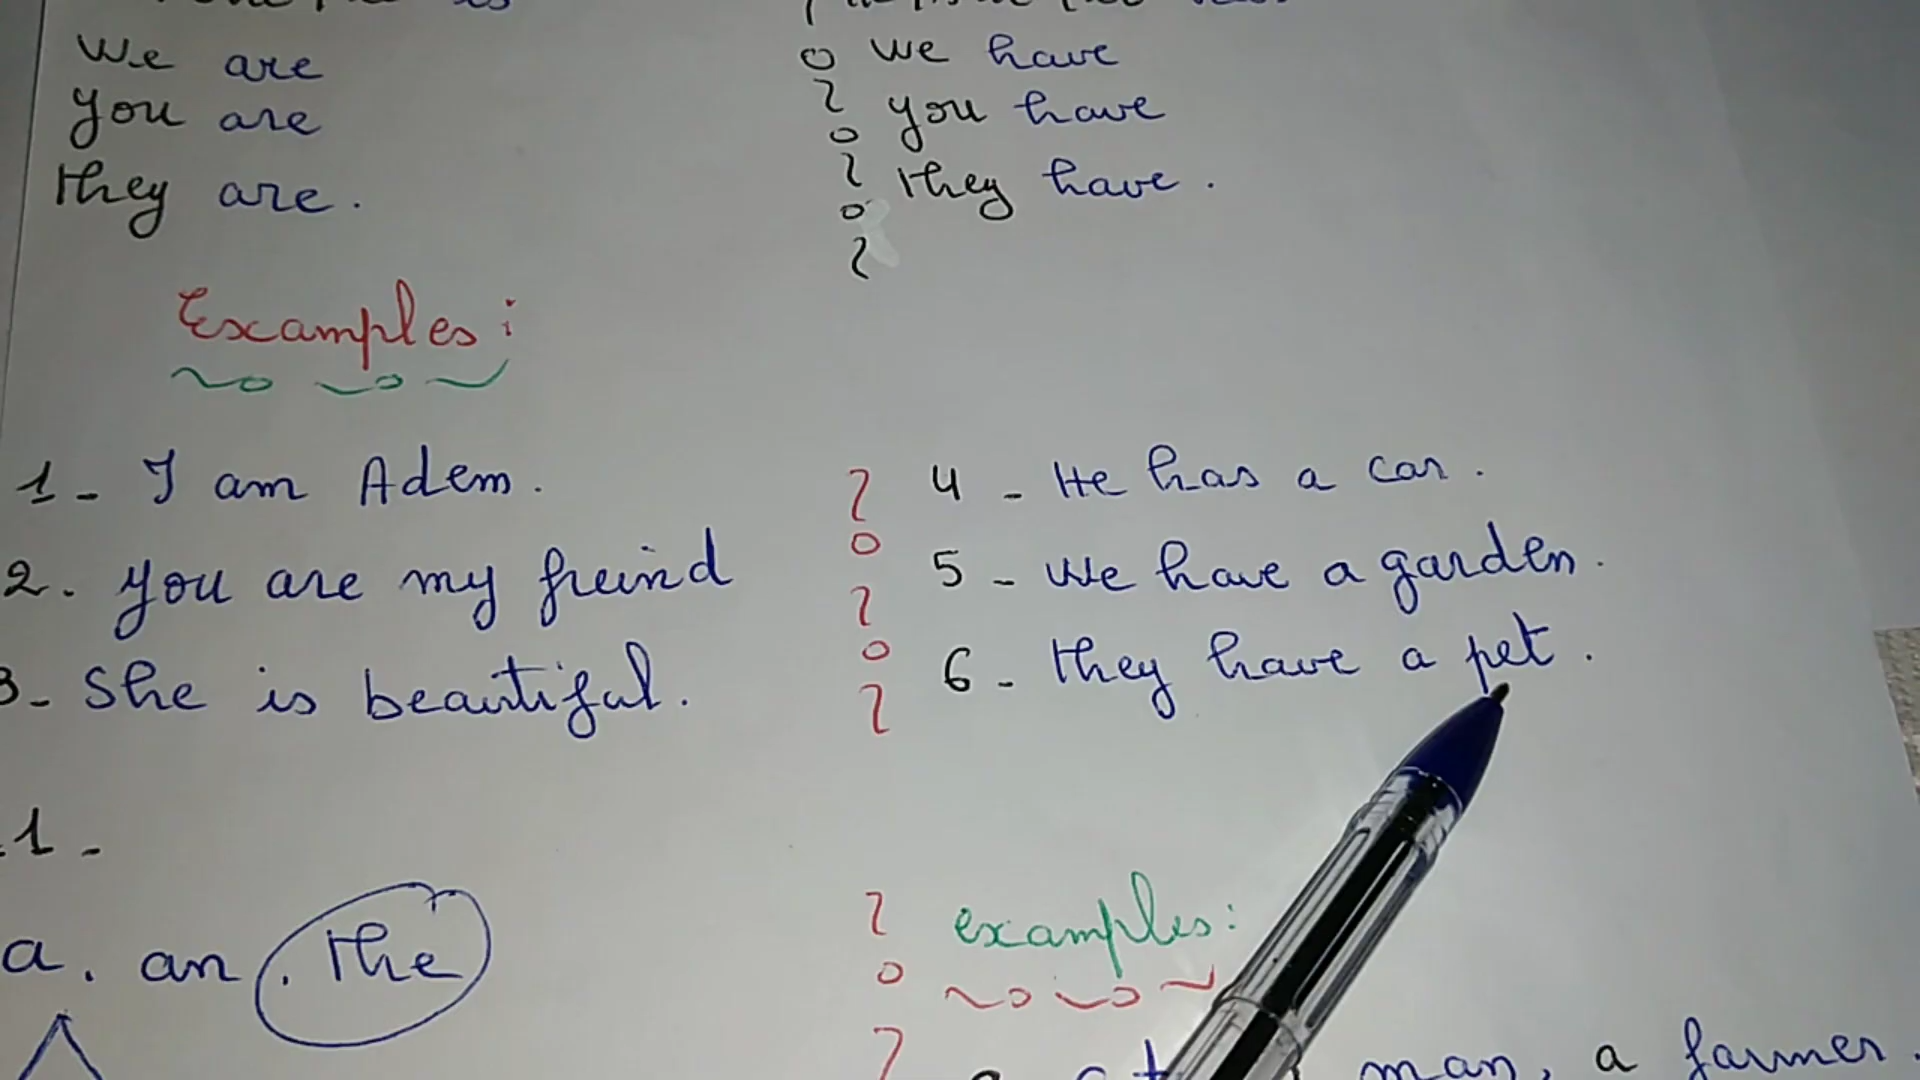 We are
You are
They are.
we have
you have
They have.
Examples:
1- I am Adem.
2. you are my freind
3- She is beautiful.
4 - He has a car.
5 - We have a garden.
6 - They have a pet.
1-
a. an. The
examples:
man, a farmer.